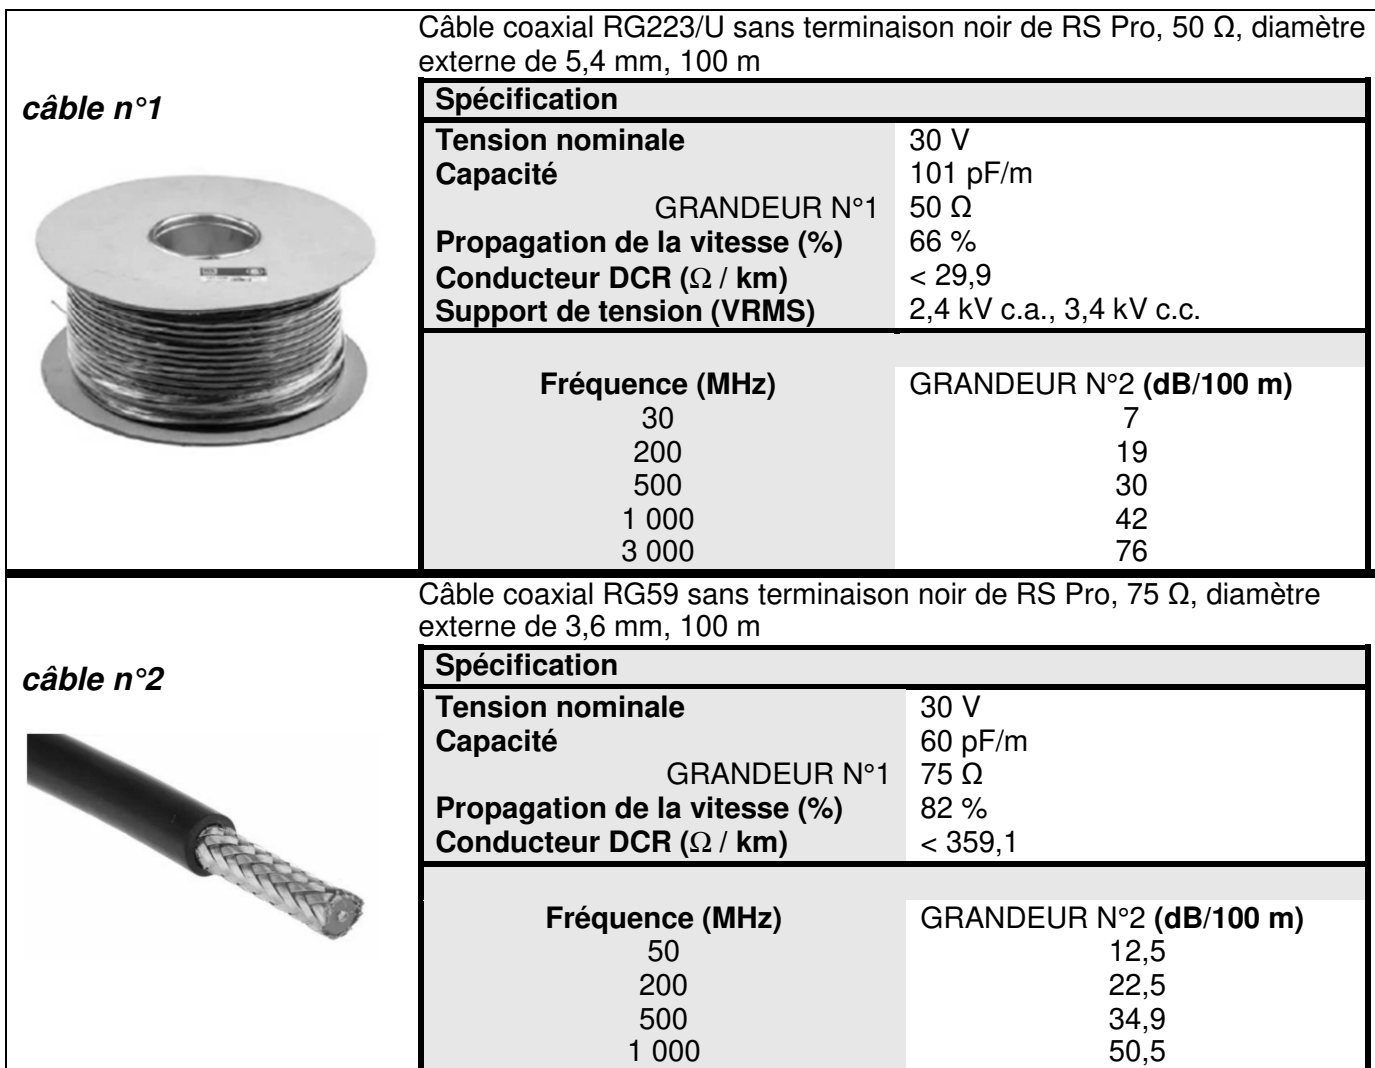 Câble coaxial RG223/U sans terminaison noir de RS Pro, 50 Ω, diamètre
externe de 5,4 mm, 100 m
câble n°1
Spécification
Tension nominale 30 V
Capacité 101 pF/m
GRANDEUR N°1 50 Ω
Propagation de la vitesse (%) 66 %
Conducteur DCR (Ω / km) < 29,9
Support de tension (VRMS) 2,4 kV c.a., 3,4 kV c.c.
Fréquence (MHz) GRANDEUR N°2 (dB/100 m)
30 7
200 19
500 30
1 000 42
3 000 76
Câble coaxial RG59 sans terminaison noir de RS Pro, 75 Ω, diamètre
externe de 3,6 mm, 100 m
câble n°2
Spécification
Tension nominale 30 V
Capacité 60 pF/m
GRANDEUR N°1 75 Ω
Propagation de la vitesse (%) 82 %
Conducteur DCR (Ω / km) < 359,1
Fréquence (MHz) GRANDEUR N°2 (dB/100 m)
50 12,5
200 22,5
500 34,9
1 000 50,5